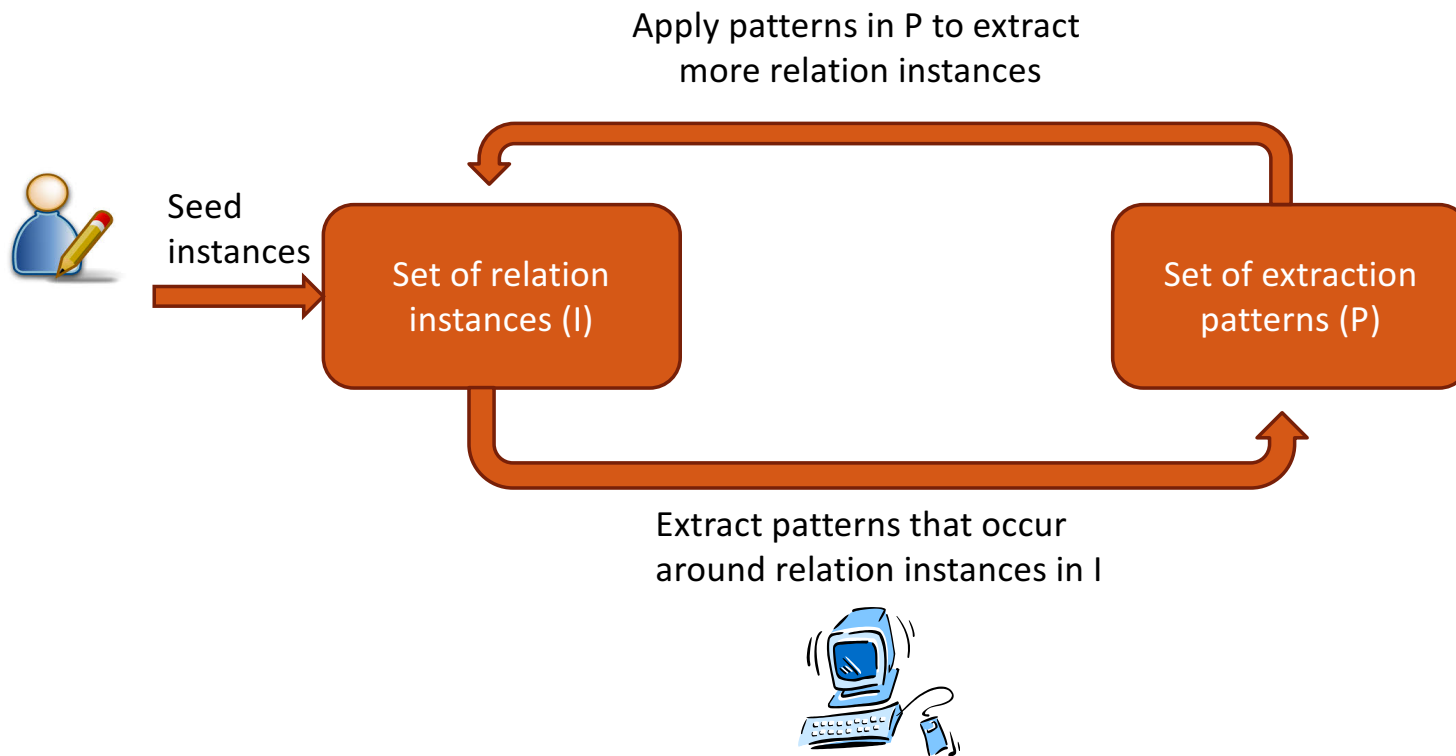 Apply patterns in P to extract
more relation instances
Seed
instances
Set of relation
instances (I)
Set of extraction
patterns (P)
Extract patterns that occur
around relation instances in I